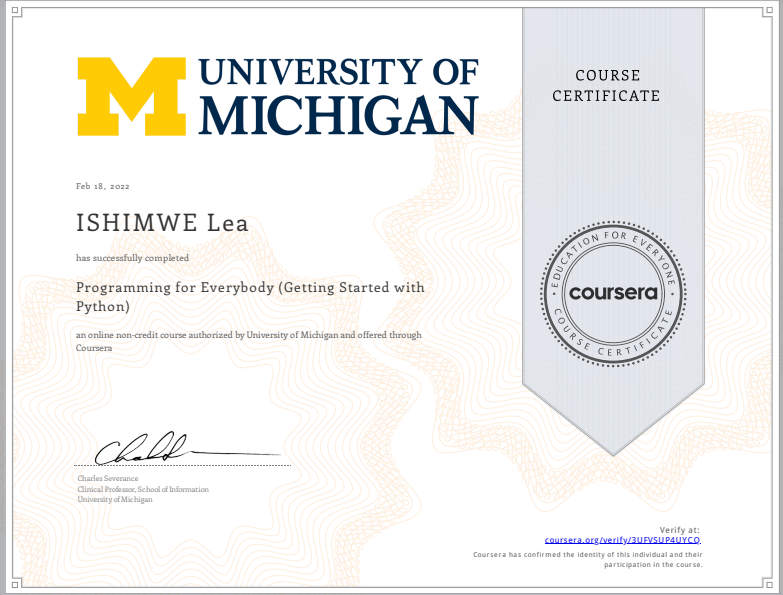 UNIVERSITY OF
MICHIGAN
COURSE
CERTIFICATE
Feb 18, 2022
ISHIMWE Lea
has successfully completed
Programming for Everybody (Getting Started with
Python)
an online non-credit course authorized by University of Michigan and offered through
Coursera
EDUCATION FOR EVERYONE
coursera
COURSE CERTIFICATE
Charles Severance
Clinical Professor, School of Information
University of Michigan
Verify at:
coursera.org/verify/3UFVSUP4UYCQ
Coursera has confirmed the identity of this individual and their
participation in the course.